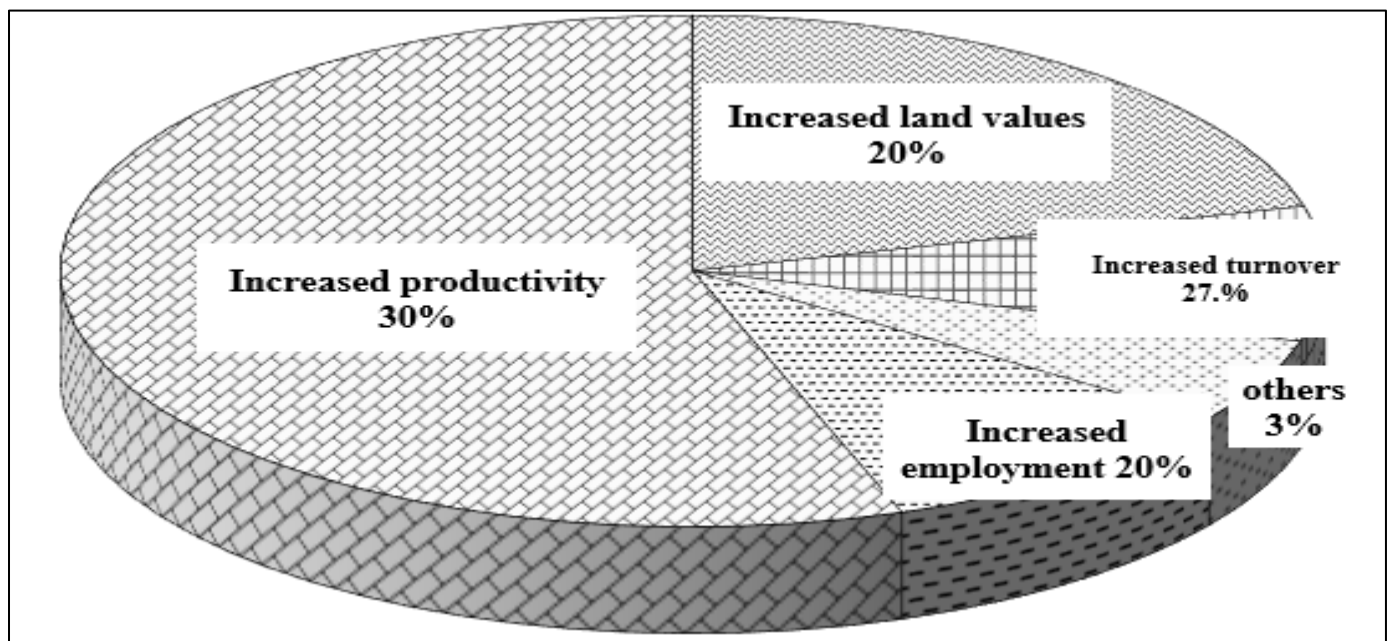 Increased land values
20%
Increased turnover
27.%
Increased productivity
30%
others
3%
Increased
employment 20%